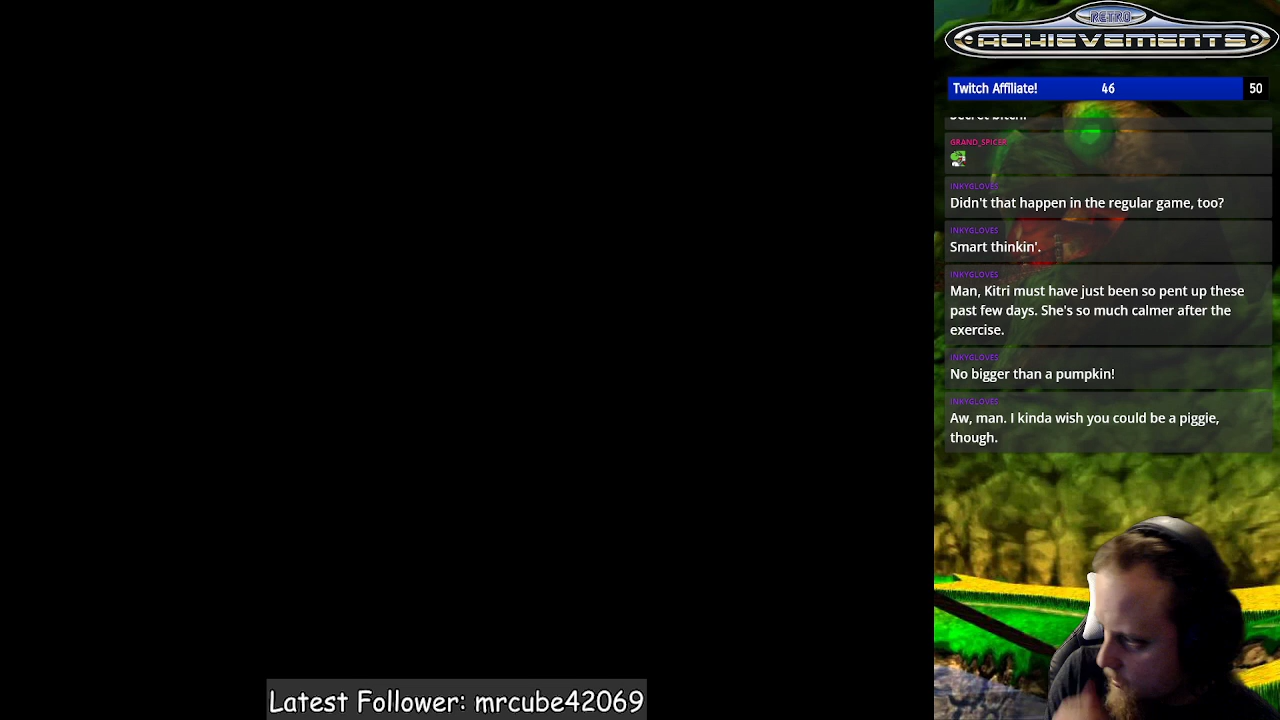 RETRO
ACHIEVEMENTS
Twitch Affiliate! 46 50
GRAND_SPICER
INKYGLOVES
Didn't that happen in the regular game, too?
INKYGLOVES
Smart thinkin'.
INKYGLOVES
Man, Kitri must have just been so pent up these
past few days. She's so much calmer after the
exercise.
INKYGLOVES
No bigger than a pumpkin!
INKYGLOVES
Aw, man. I kinda wish you could be a piggie,
though.
Latest Follower: mrcube42069